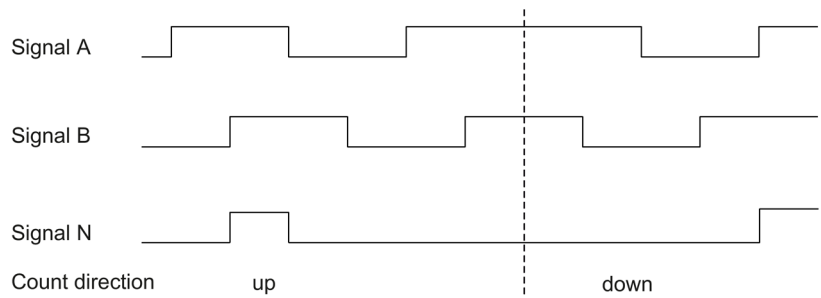 Signal A
Signal B
Signal N
Count direction up down